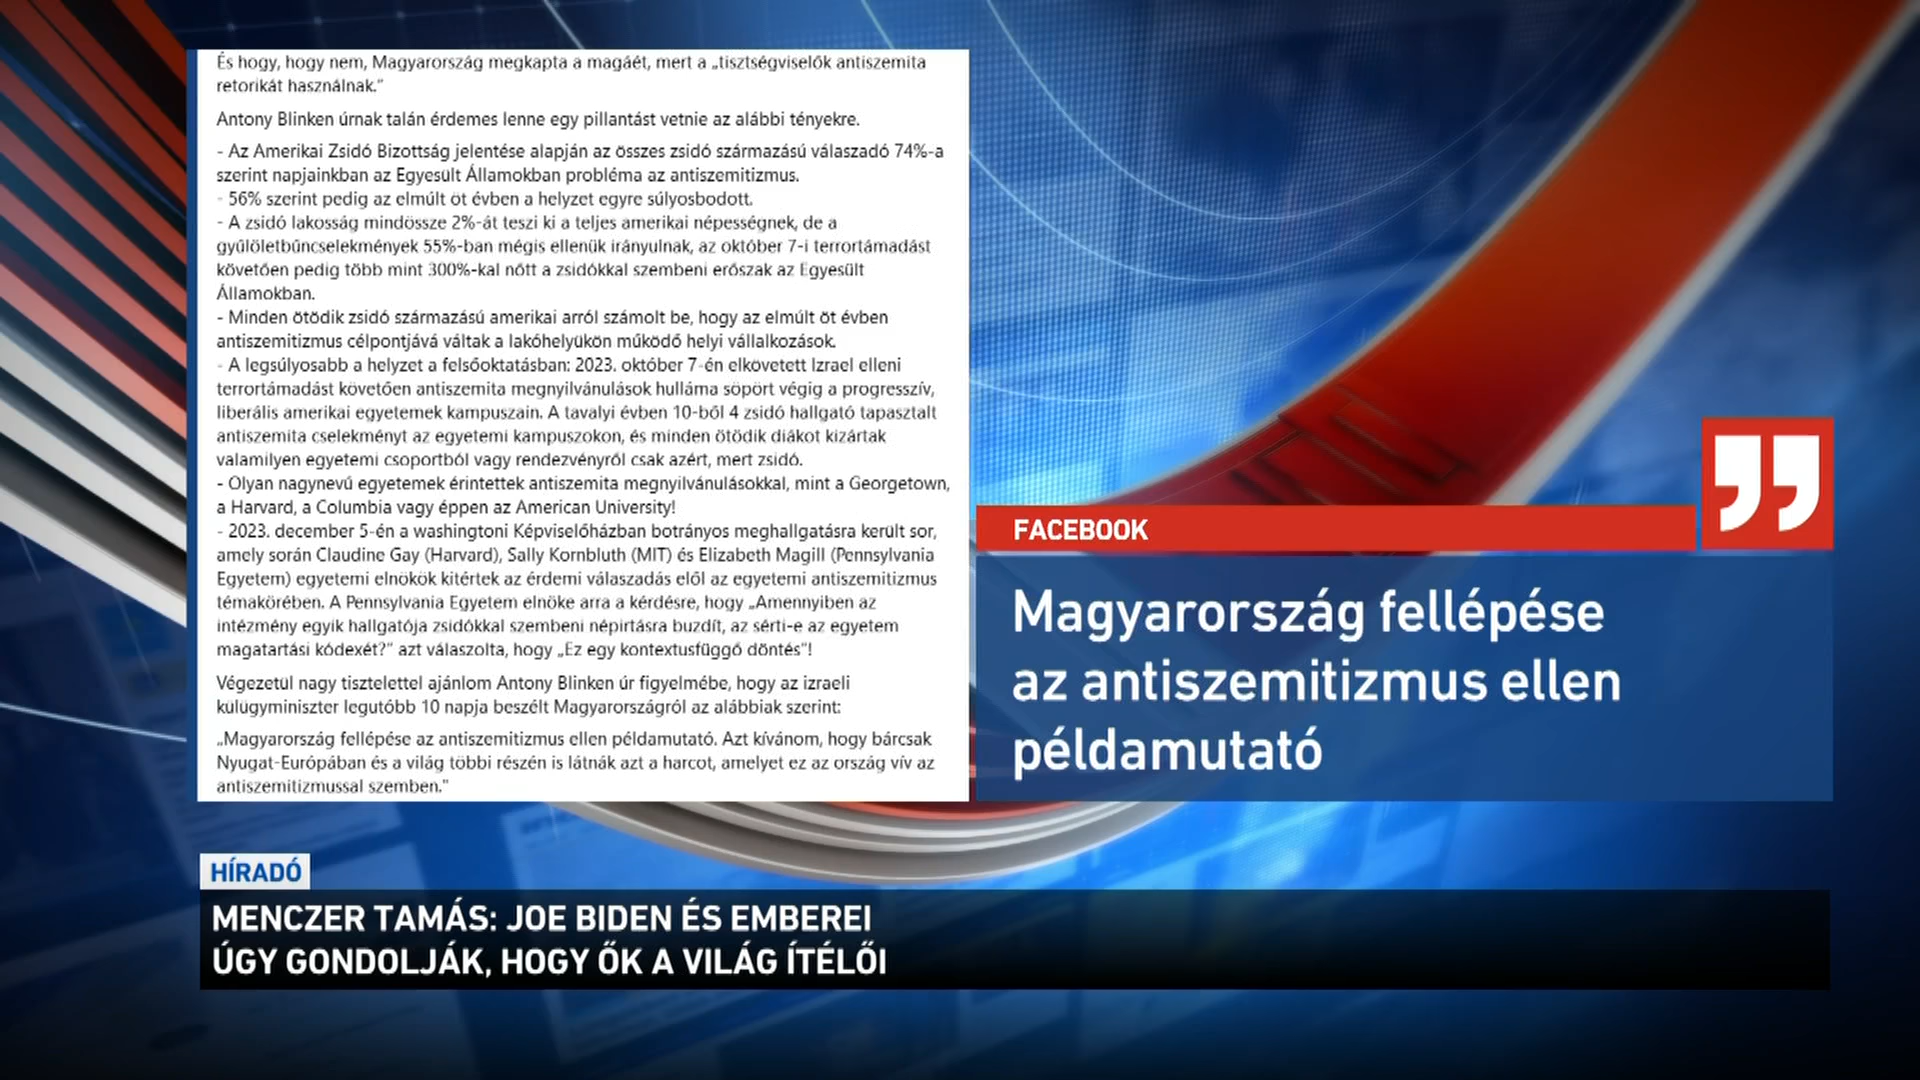 És hogy, hogy nem, Magyarország megkapta a magáét, mert a „tisztségviselők antiszemita
retorikát használnak.”
Antony Blinken úrnak talán érdemes lenne egy pillantást vetnie az alábbi tényekre.
- Az Amerikai Zsidó Bizottság jelentése alapján az összes zsidó származású válaszadó 74%-a
szerint napjainkban az Egyesült Államokban probléma az antiszemitizmus.
- 56% szerint pedig az elmúlt öt évben a helyzet egyre súlyosbodott.
- A zsidó lakosság mindössze 2%-át teszi ki a teljes amerikai népességnek, de a
gyűlöletbűncselekmények 55%-ban mégis ellenük irányulnak, az október 7-i terrortámadást
követően pedig több mint 300%-kal nőtt a zsidókkal szembeni erőszak az Egyesült
Államokban.
- Minden ötödik zsidó származású amerikai arról számolt be, hogy az elmúlt öt évben
antiszemitizmus célpontjává váltak a lakóhelyükön működő helyi vállalkozások.
- A legsúlyosabb a helyzet a felsőoktatásban: 2023. október 7-én elkövetett Izrael elleni
terrortámadást követően antiszemita megnyilvánulások hulláma söpört végig a progresszív,
liberális amerikai egyetemek kampuszain. A tavalyi évben 10-ből 4 zsidó hallgató tapasztalt
antiszemita cselekményt az egyetemi kampuszokon, és minden ötödik diákot kizártak
valamilyen egyetemi csoportból vagy rendezvényről csak azért, mert zsidó.
- Olyan nagynevű egyetemek érintettek antiszemita megnyilvánulásokkal, mint a Georgetown,
a Harvard, a Columbia vagy éppen az American University!
- 2023. december 5-én a washingtoni Képviselőházban botrányos meghallgatásra került sor,
amely során Claudine Gay (Harvard), Sally Kornbluth (MIT) és Elizabeth Magill (Pennsylvania
Egyetem) egyetemi elnökök kitértek az érdemi válaszadás elől az egyetemi antiszemitizmus
témakörében. A Pennsylvania Egyetem elnöke arra a kérdésre, hogy „Amennyiben az
intézmény egyik hallgatója zsidókkal szembeni népirtásra buzdít, az sérti-e az egyetem
magatartási kódexét?” azt válaszolta, hogy „Ez egy kontextusfüggő döntés”!
Végezetül nagy tisztelettel ajánlom Antony Blinken úr figyelmébe, hogy az izraeli
külügyminiszter legutóbb 10 napja beszélt Magyarországról az alábbiak szerint:
„Magyarország fellépése az antiszemitizmus ellen példamutató. Azt kívánom, hogy bárcsak
Nyugat-Európában és a világ többi részén is látnák azt a harcot, amelyet ez az ország vív az
antiszemitizmussal szemben.”
FACEBOOK
Magyarország fellépése
az antiszemitizmus ellen
példamutató
HÍRADÓ
MENCZER TAMÁS: JOE BIDEN ÉS EMBEREI
ÚGY GONDOLJÁK, HOGY ŐK A VILÁG ÍTÉLŐI